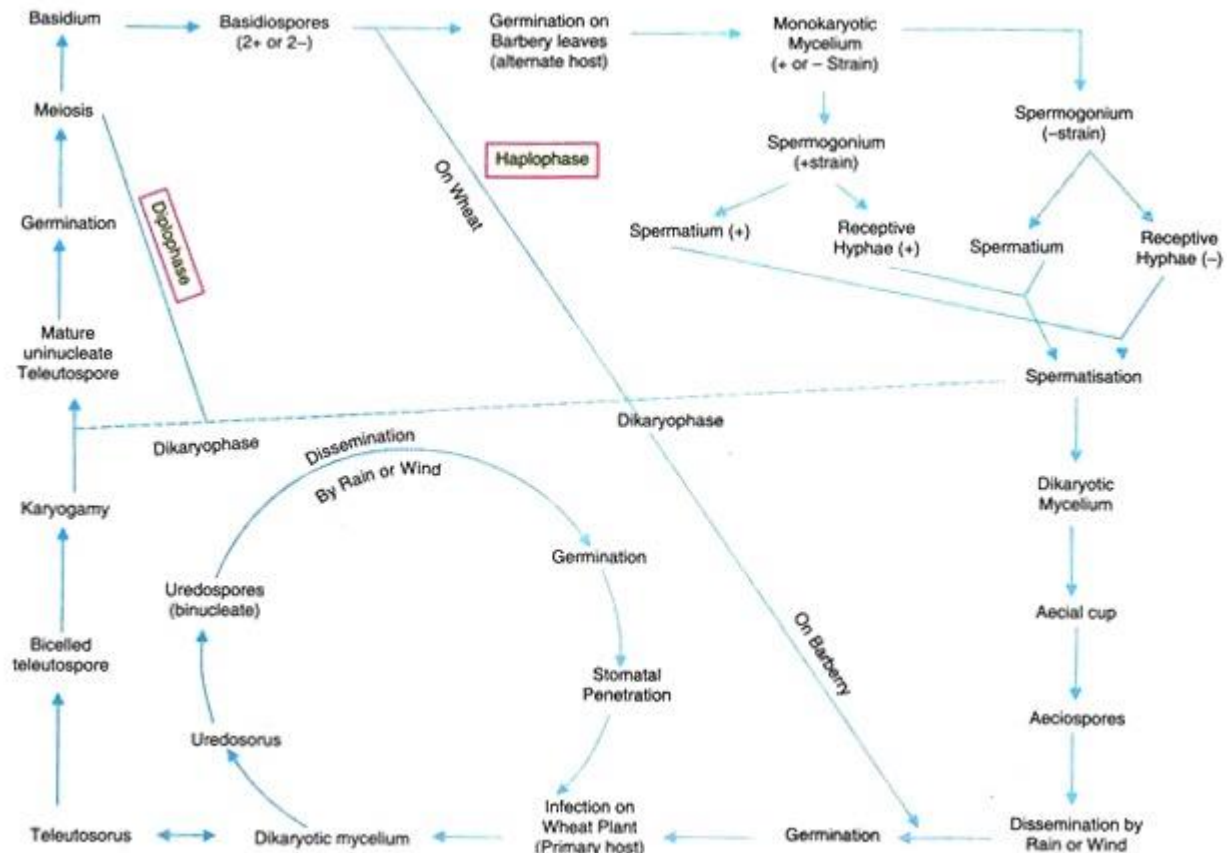 Basidium
Basidiospores
(2+ or 2–)
Germination on
Barbery leaves
(alternate host)
Monokaryotic
Mycelium
(+ or – Strain)
Meiosis
Spermogonium
(+strain)
Spermogonium
(–strain)
Haplophase
On Wheat
Diplophase
Germination
Spermatium (+)
Receptive
Hyphae (+)
Spermatium
Receptive
Hyphae (–)
Mature
uninucleate
Teleutospore
Spermatisation
Dikaryophase
Dikaryophase
Dissemination
By Rain or Wind
Karyogamy
Dikaryotic
Mycelium
Germination
Uredospores
(binucleate)
Aecial cup
Bicelled
teleutospore
On Barberry
Stomatal
Penetration
Uredosorus
Aeciospores
Teleutosorus
Dikaryotic mycelium
Infection on
Wheat Plant
(Primary host)
Germination
Dissemination by
Rain or Wind